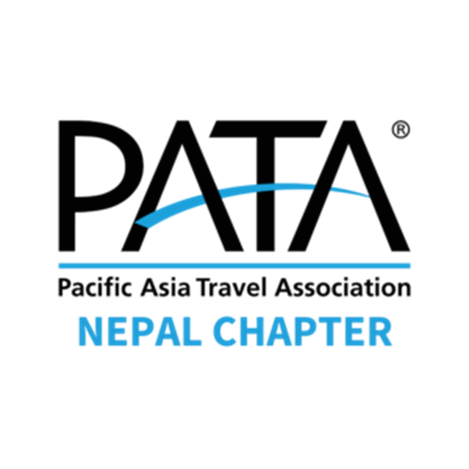 PATA®
Pacific Asia Travel Association
NEPAL CHAPTER